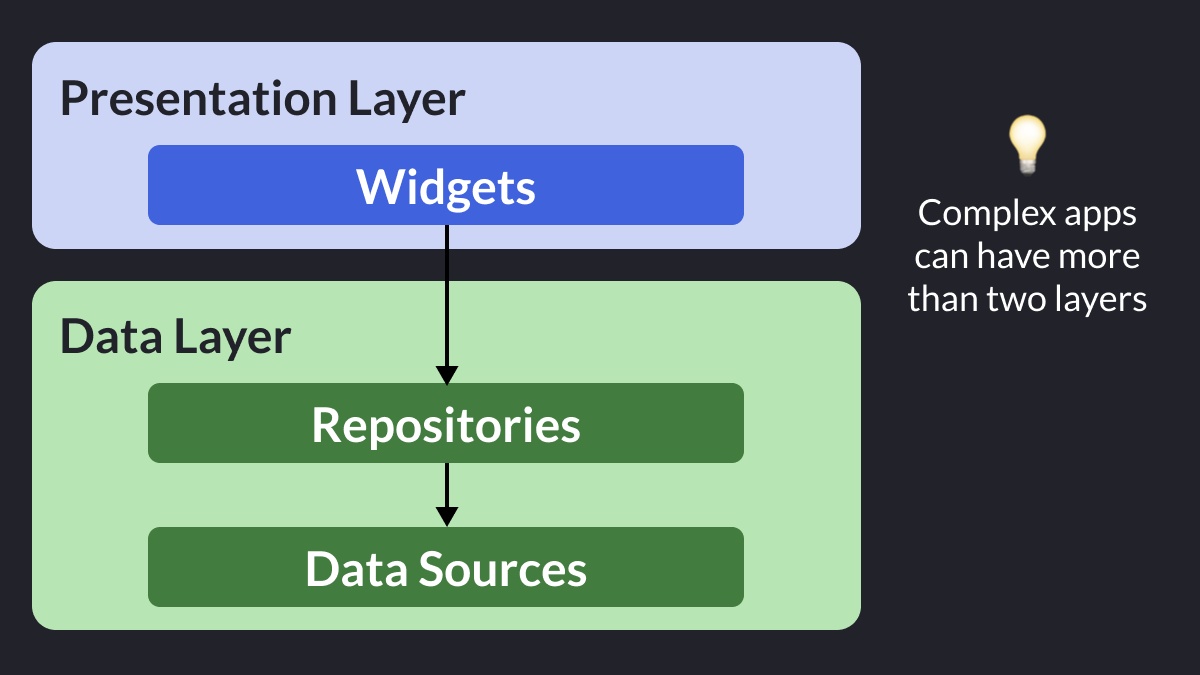 Presentation Layer
Widgets
Data Layer
Repositories
Data Sources
Complex apps
can have more
than two layers